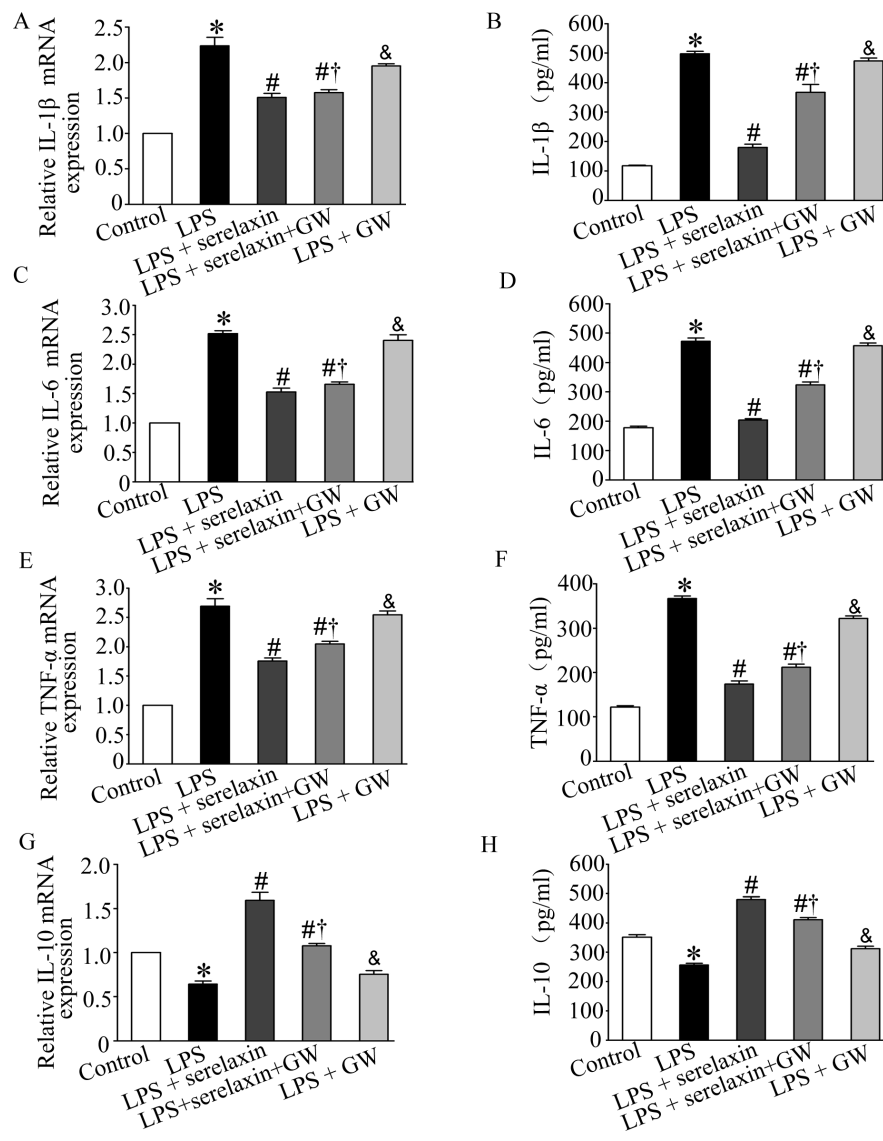 A
Relative IL-1β mRNA
expression
2.5
2.0
1.5
1.0
0.5
0
*
#
#†
&
Control
LPS
LPS + serelaxin
LPS + serelaxin+GW
LPS + GW
B
IL-1β (pg/ml)
600
500
400
300
200
100
0
*
#
#†
&
Control
LPS
LPS + serelaxin
LPS + serelaxin+GW
LPS + GW
C
Relative IL-6 mRNA
expression
3.0
2.5
2.0
1.5
1.0
0.5
0
*
#
#†
&
Control
LPS
LPS + serelaxin
LPS + serelaxin+GW
LPS + GW
D
IL-6 (pg/ml)
600
500
400
300
200
100
0
*
#
#†
&
Control
LPS
LPS + serelaxin
LPS + serelaxin+GW
LPS + GW
E
Relative TNF-α mRNA
expression
3.0
2.5
2.0
1.5
1.0
0.5
0
*
#
#†
&
Control
LPS
LPS + serelaxin
LPS + serelaxin+GW
LPS + GW
F
TNF-α (pg/ml)
400
300
200
100
0
*
#
#†
&
Control
LPS
LPS + serelaxin
LPS + serelaxin+GW
LPS + GW
G
Relative IL-10 mRNA
expression
2.0
1.5
1.0
0.5
0
*
#
#†
&
Control
LPS
LPS + serelaxin
LPS+serelaxin+GW
LPS + GW
H
IL-10 (pg/ml)
600
500
400
300
200
100
0
*
#
#†
&
Control
LPS
LPS + serelaxin
LPS + serelaxin+GW
LPS + GW